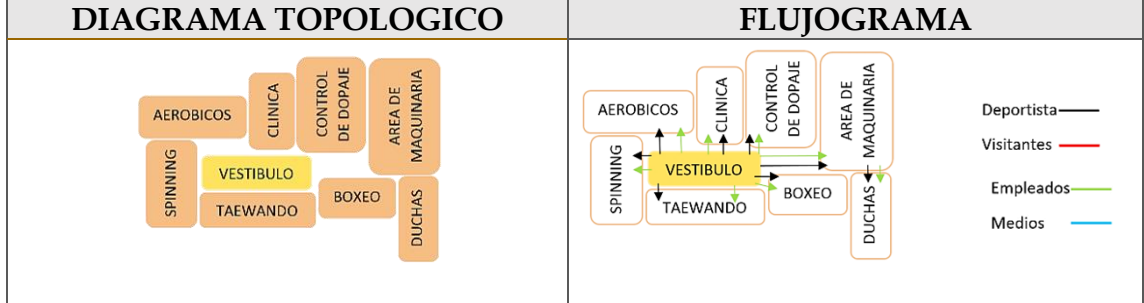 DIAGRAMA TOPOLOGICO
AEROBICOS
CLINICA
CONTROL
DE DOPAJE
AREA DE
MAQUINARIA
SPINNING
VESTIBULO
TAEWANDO
BOXEO
DUCHAS
FLUJOGRAMA
AEROBICOS
CLINICA
CONTROL
DE DOPAJE
AREA DE
MAQUINARIA
SPINNING
VESTIBULO
TAEWANDO
BOXEO
DUCHAS
Deportista
Visitantes
Empleados
Medios